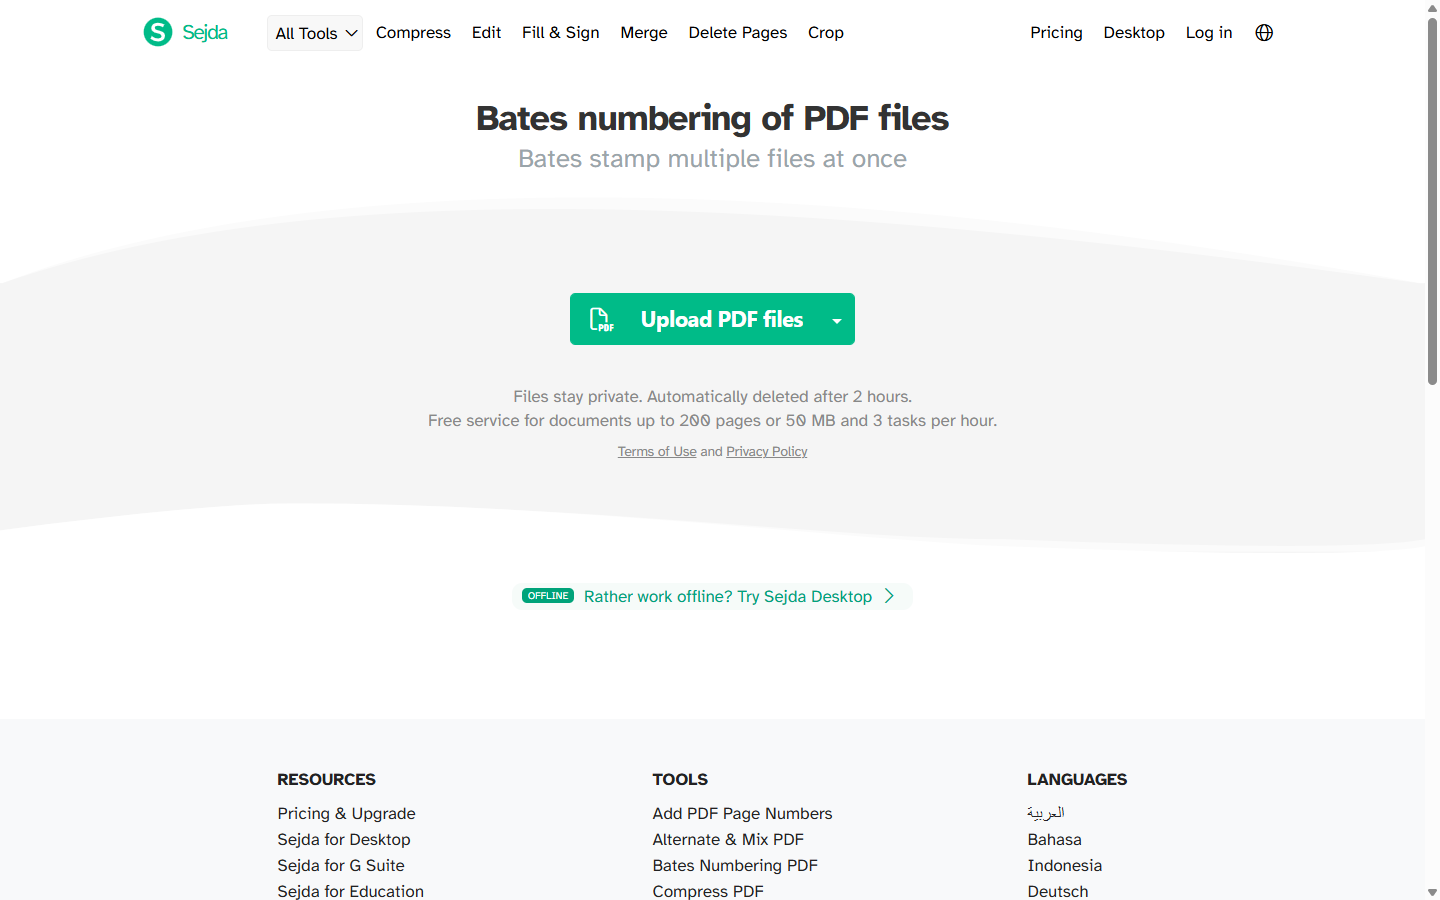 S Sejda
All Tools Compress Edit Fill & Sign Merge Delete Pages Crop Pricing Desktop Log in
Bates numbering of PDF files
Bates stamp multiple files at once
PDF Upload PDF files
Files stay private. Automatically deleted after 2 hours.
Free service for documents up to 200 pages or 50 MB and 3 tasks per hour.
Terms of Use and Privacy Policy
OFFLINE Rather work offline? Try Sejda Desktop
RESOURCES
Pricing & Upgrade
Sejda for Desktop
Sejda for G Suite
Sejda for Education
TOOLS
Add PDF Page Numbers
Alternate & Mix PDF
Bates Numbering PDF
Compress PDF
LANGUAGES
العربية
Bahasa
Indonesia
Deutsch